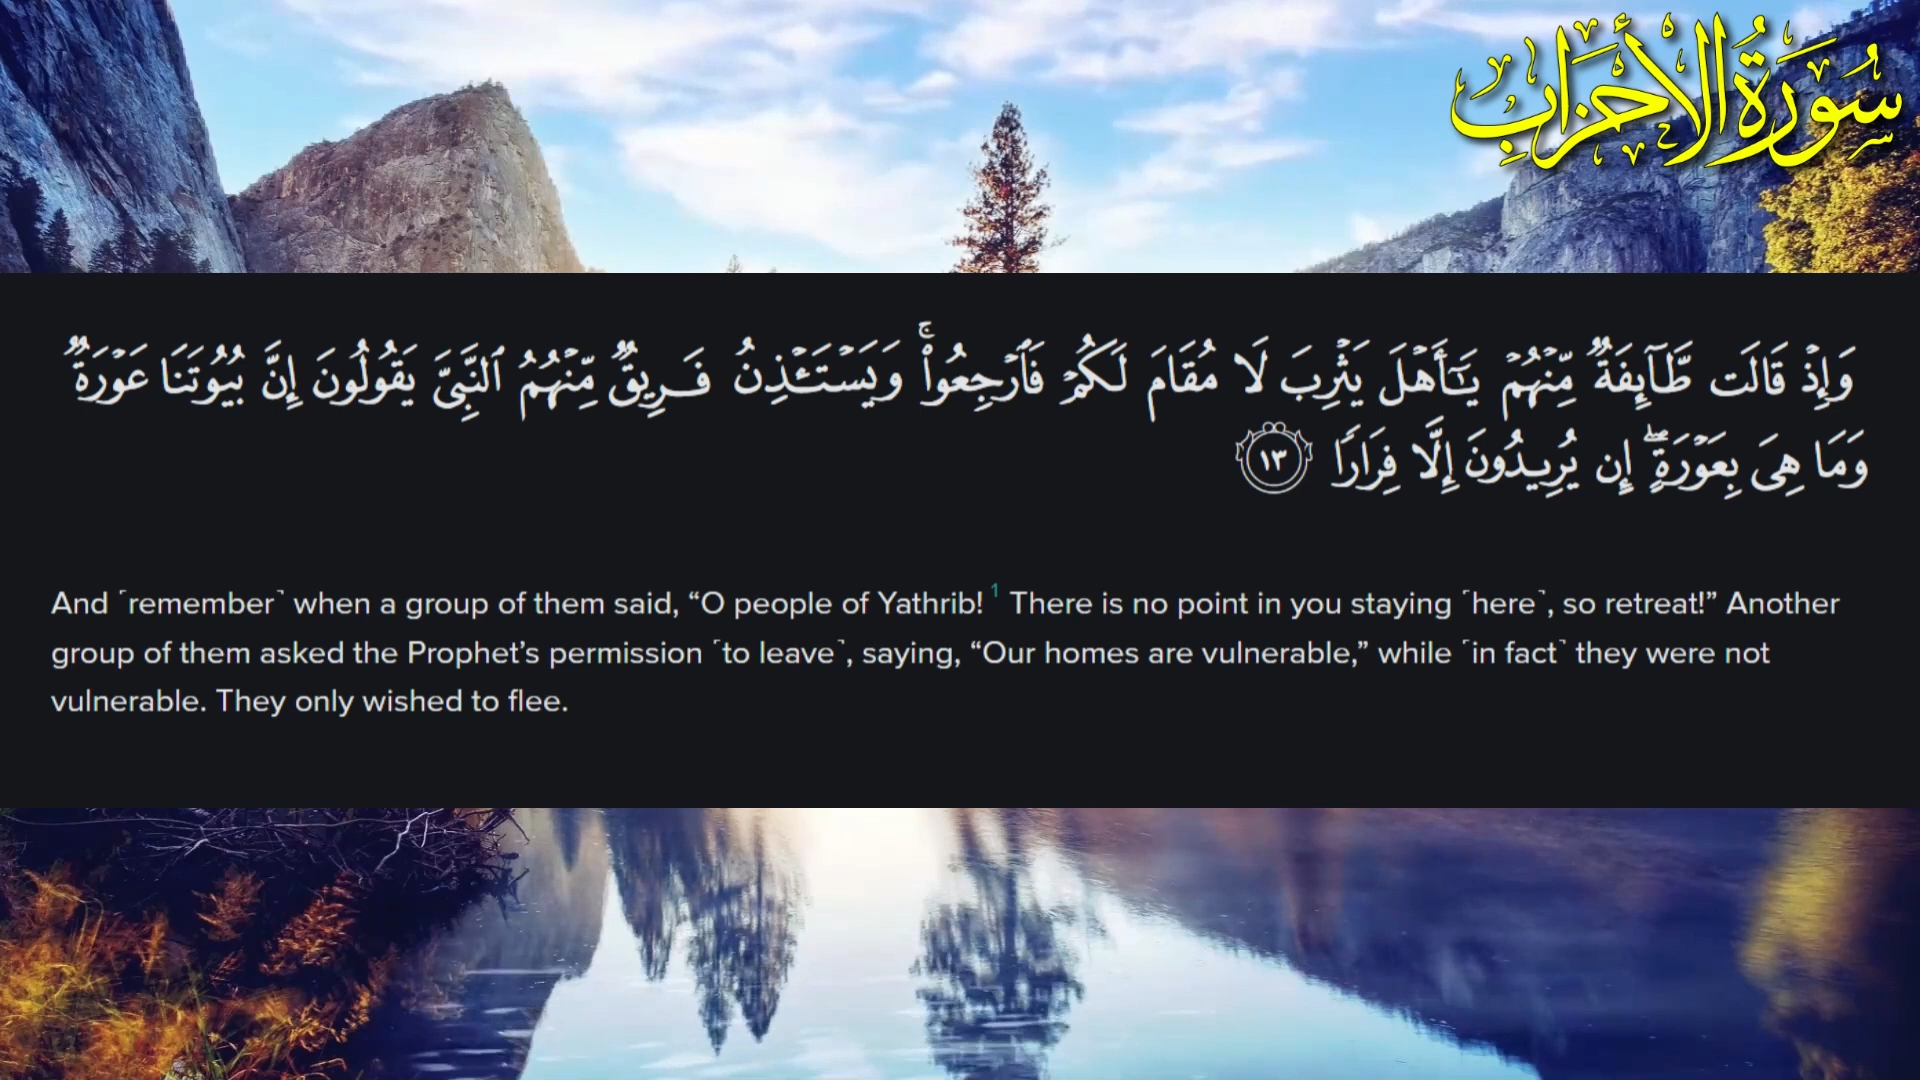 سُورَةُ الأَحْزَابِ
وَإِذْ قَالَت طَّآئِفَةٌ مِّنْهُمْ يَـٰٓأَهْلَ يَثْرِبَ لَا مُقَامَ لَكُمْ فَٱرْجِعُوا۟ ۚ وَيَسْتَـْٔذِنُ فَرِيقٌ مِّنْهُمُ ٱلنَّبِىَّ يَقُولُونَ إِنَّ بُيُوتَنَا عَوْرَةٌ
وَمَا هِىَ بِعَوْرَةٍ ۖ إِن يُرِيدُونَ إِلَّا فِرَارًا ١٣
And ˹remember˺ when a group of them said, “O people of Yathrib! 1 There is no point in you staying ˹here˺, so retreat!” Another
group of them asked the Prophet’s permission ˹to leave˺, saying, “Our homes are vulnerable,” while ˹in fact˺ they were not
vulnerable. They only wished to flee.